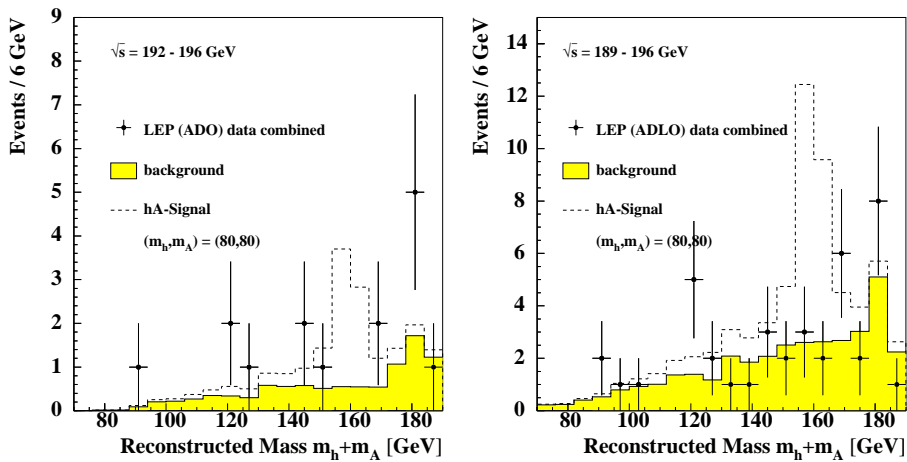 Events / 6 GeV
9
8
7
6
5
4
3
2
1
0
√s = 192 - 196 GeV
LEP (ADO) data combined
background
hA-Signal
(m_h,m_A) = (80,80)
80 100 120 140 160 180
Reconstructed Mass m_h+m_A [GeV]
Events / 6 GeV
14
12
10
8
6
4
2
0
√s = 189 - 196 GeV
LEP (ADLO) data combined
background
hA-Signal
(m_h,m_A) = (80,80)
80 100 120 140 160 180
Reconstructed Mass m_h+m_A [GeV]